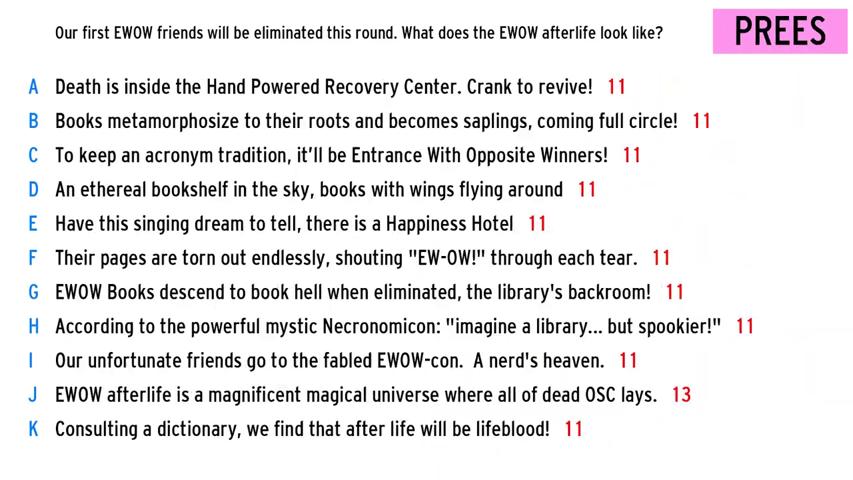 Our first EWOW friends will be eliminated this round. What does the EWOW afterlife look like?
PREES
A Death is inside the Hand Powered Recovery Center. Crank to revive! 11
B Books metamorphosize to their roots and becomes saplings, coming full circle! 11
C To keep an acronym tradition, it'll be Entrance With Opposite Winners! 11
D An ethereal bookshelf in the sky, books with wings flying around 11
E Have this singing dream to tell, there is a Happiness Hotel 11
F Their pages are torn out endlessly, shouting "EW-OW!" through each tear. 11
G EWOW Books descend to book hell when eliminated, the library's backroom! 11
H According to the powerful mystic Necronomicon: "imagine a library... but spookier!" 11
I Our unfortunate friends go to the fabled EWOW-con. A nerd's heaven. 11
J EWOW afterlife is a magnificent magical universe where all of dead OSC lays. 13
K Consulting a dictionary, we find that after life will be lifeblood! 11